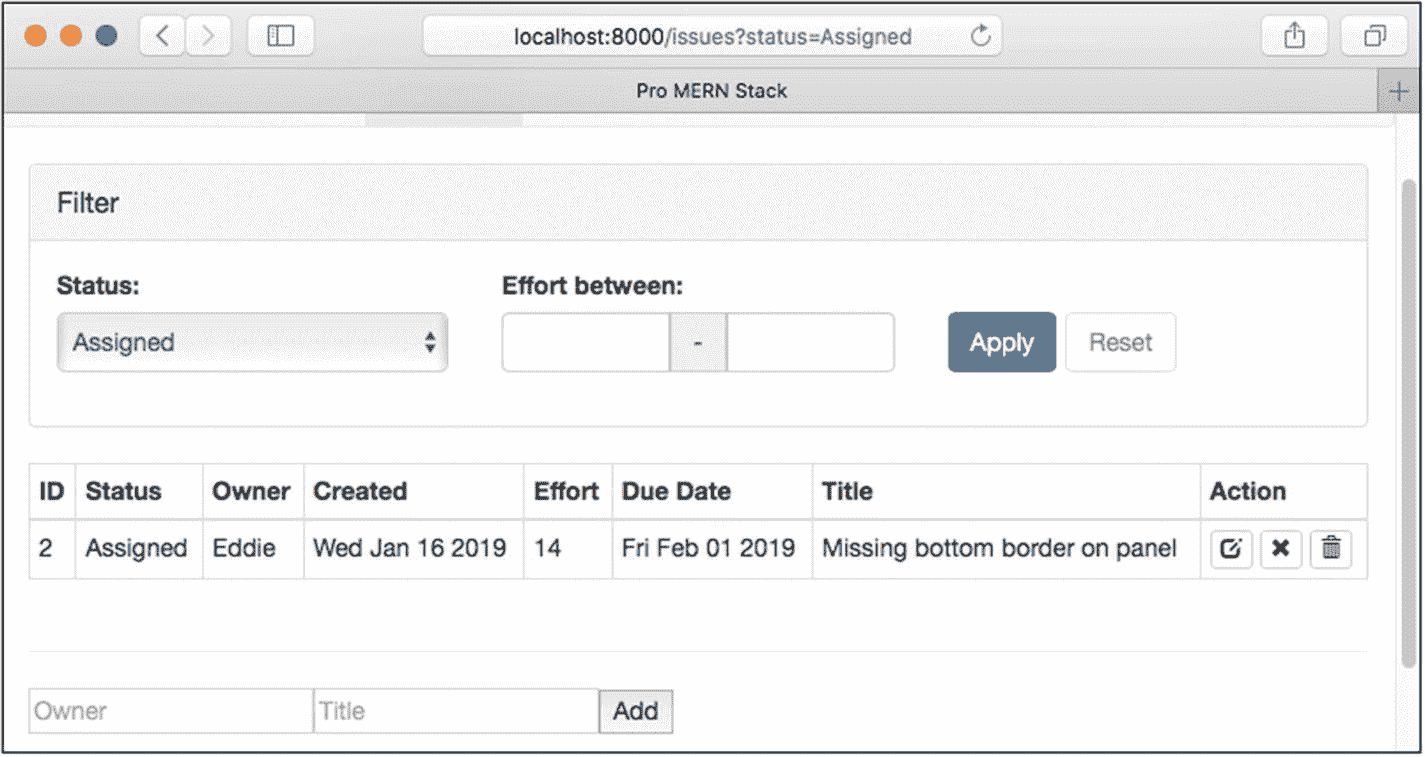 localhost:8000/issues?status=Assigned
Pro MERN Stack
Filter
Status: Effort between:
Assigned - Apply Reset
ID Status Owner Created Effort Due Date Title Action
2 Assigned Eddie Wed Jan 16 2019 14 Fri Feb 01 2019 Missing bottom border on panel
Owner Title Add